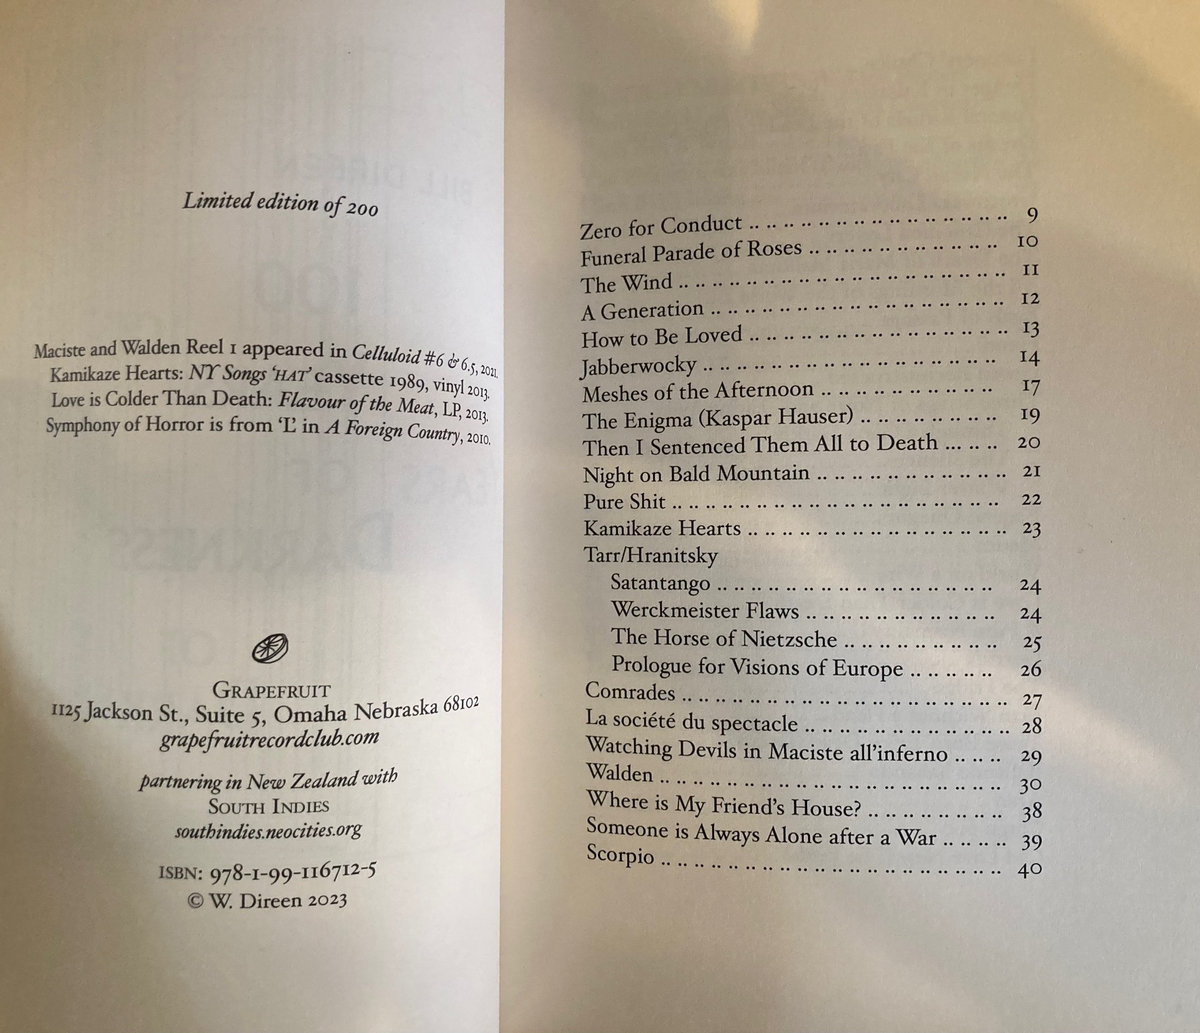 Limited edition of 200
Maciste and Walden Reel 1 appeared in Celluloid #6 & 6.5, 2021.
Kamikaze Hearts: NY Songs ‘HAT’ cassette 1989, vinyl 2013.
Love is Colder Than Death: Flavour of the Meat, LP, 2013.
Symphony of Horror is from ‘L’ in A Foreign Country, 2010.
Grapefruit
1125 Jackson St., Suite 5, Omaha Nebraska 68102
grapefruitrecordclub.com
partnering in New Zealand with
South Indies
southindies.neocities.org
ISBN: 978-1-99-116712-5
© W. Direen 2023
Zero for Conduct .. .. .. .. .. .. .. .. .. .. .. .. .. .. .. 9
Funeral Parade of Roses .. .. .. .. .. .. .. .. .. .. .. 10
The Wind .. .. .. .. .. .. .. .. .. .. .. .. .. .. .. .. .. .. .. 11
A Generation .. .. .. .. .. .. .. .. .. .. .. .. .. .. .. .. .. 12
How to Be Loved .. .. .. .. .. .. .. .. .. .. .. .. .. .. .. 13
Jabberwocky .. .. .. .. .. .. .. .. .. .. .. .. .. .. .. .. .. 14
Meshes of the Afternoon .. .. .. .. .. .. .. .. .. .. .. 17
The Enigma (Kaspar Hauser) .. .. .. .. .. .. .. .. .. 19
Then I Sentenced Them All to Death ... .. .. 20
Night on Bald Mountain .. .. .. .. .. .. .. .. .. .. .. 21
Pure Shit .. .. .. .. .. .. .. .. .. .. .. .. .. .. .. .. .. .. .. 22
Kamikaze Hearts .. .. .. .. .. .. .. .. .. .. .. .. .. .. .. 23
Tarr/Hranitsky
Satantango .. .. .. .. .. .. .. .. .. .. .. .. .. .. .. .. 24
Werckmeister Flaws .. .. .. .. .. .. .. .. .. .. .. 24
The Horse of Nietzsche .. .. .. .. .. .. .. .. .. 25
Prologue for Visions of Europe .. .. .. .. .. 26
Comrades .. .. .. .. .. .. .. .. .. .. .. .. .. .. .. .. .. .. .. 27
La société du spectacle .. .. .. .. .. .. .. .. .. .. .. .. 28
Watching Devils in Maciste all’inferno .. .. .. 29
Walden .. .. .. .. .. .. .. .. .. .. .. .. .. .. .. .. .. .. .. .. 30
Where is My Friend’s House? .. .. .. .. .. .. .. .. 38
Someone is Always Alone after a War .. .. .. .. 39
Scorpio .. .. .. .. .. .. .. .. .. .. .. .. .. .. .. .. .. .. .. .. 40